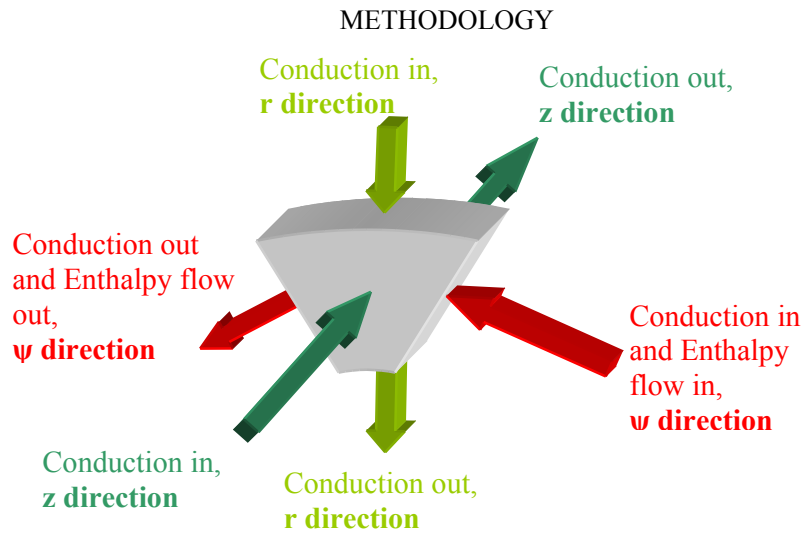 METHODOLOGY
Conduction in,
r direction
Conduction out,
z direction
Conduction out
and Enthalpy flow
out,
ψ direction
Conduction in
and Enthalpy
flow in,
ψ direction
Conduction in,
z direction
Conduction out,
r direction